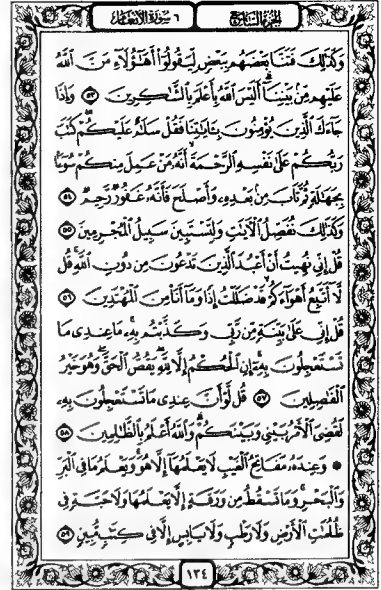 الجزء السابع
٦ سورة الأنعام
وَكَذَٰلِكَ فَتَنَّا بَعْضَهُم بِبَعْضٍ لِّيَقُولُوٓا۟ أَهَٰٓؤُلَآءِ مَنَّ ٱللَّهُ
عَلَيْهِم مِّنۢ بَيْنِنَآ أَلَيْسَ ٱللَّهُ بِأَعْلَمَ بِٱلشَّٰكِرِينَ ٥٣ وَإِذَا
جَآءَكَ ٱلَّذِينَ يُؤْمِنُونَ بِـَٔايَٰتِنَا فَقُلْ سَلَٰمٌ عَلَيْكُمْ كَتَبَ
رَبُّكُمْ عَلَىٰ نَفْسِهِ ٱلرَّحْمَةَ أَنَّهُۥ مَنْ عَمِلَ مِنكُمْ سُوٓءًۢا
بِجَهَٰلَةٍ ثُمَّ تَابَ مِنۢ بَعْدِهِۦ وَأَصْلَحَ فَأَنَّهُۥ غَفُورٌ رَّحِيمٌ ٥٤
وَكَذَٰلِكَ نُفَصِّلُ ٱلْـَٔايَٰتِ وَلِتَسْتَبِينَ سَبِيلُ ٱلْمُجْرِمِينَ ٥٥
قُلْ إِنِّى نُهِيتُ أَنْ أَعْبُدَ ٱلَّذِينَ تَدْعُونَ مِن دُونِ ٱللَّهِ قُل
لَّآ أَتَّبِعُ أَهْوَآءَكُمْ قَدْ ضَلَلْتُ إِذًا وَمَآ أَنَا۠ مِنَ ٱلْمُهْتَدِينَ ٥٦
قُلْ إِنِّى عَلَىٰ بَيِّنَةٍ مِّن رَّبِّى وَكَذَّبْتُم بِهِۦ مَا عِندِى مَا
تَسْتَعْجِلُونَ بِهِۦٓ إِنِ ٱلْحُكْمُ إِلَّا لِلَّهِ يَقُصُّ ٱلْحَقَّ وَهُوَ خَيْرُ
ٱلْفَٰصِلِينَ ٥٧ قُل لَّوْ أَنَّ عِندِى مَا تَسْتَعْجِلُونَ بِهِۦ
لَقُضِىَ ٱلْأَمْرُ بَيْنِى وَبَيْنَكُمْ وَٱللَّهُ أَعْلَمُ بِٱلظَّٰلِمِينَ ٥٨
۞ وَعِندَهُۥ مَفَاتِحُ ٱلْغَيْبِ لَا يَعْلَمُهَآ إِلَّا هُوَ وَيَعْلَمُ مَا فِى ٱلْبَرِّ
وَٱلْبَحْرِ وَمَا تَسْقُطُ مِن وَرَقَةٍ إِلَّا يَعْلَمُهَا وَلَا حَبَّةٍ فِى
ظُلُمَٰتِ ٱلْأَرْضِ وَلَا رَطْبٍ وَلَا يَابِسٍ إِلَّا فِى كِتَٰبٍ مُّبِينٍ ٥٩
١٣٤